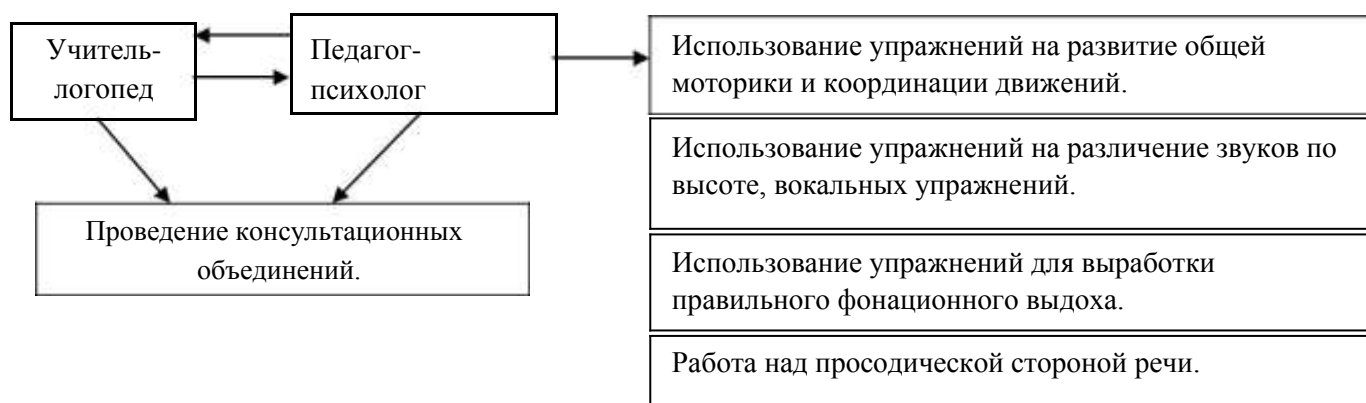 Учитель-
логопед
Педагог-
психолог
Проведение консультационных
объединений.
Использование упражнений на развитие общей
моторики и координации движений.
Использование упражнений на различение звуков по
высоте, вокальных упражнений.
Использование упражнений для выработки
правильного фонационного выдоха.
Работа над просодической стороной речи.